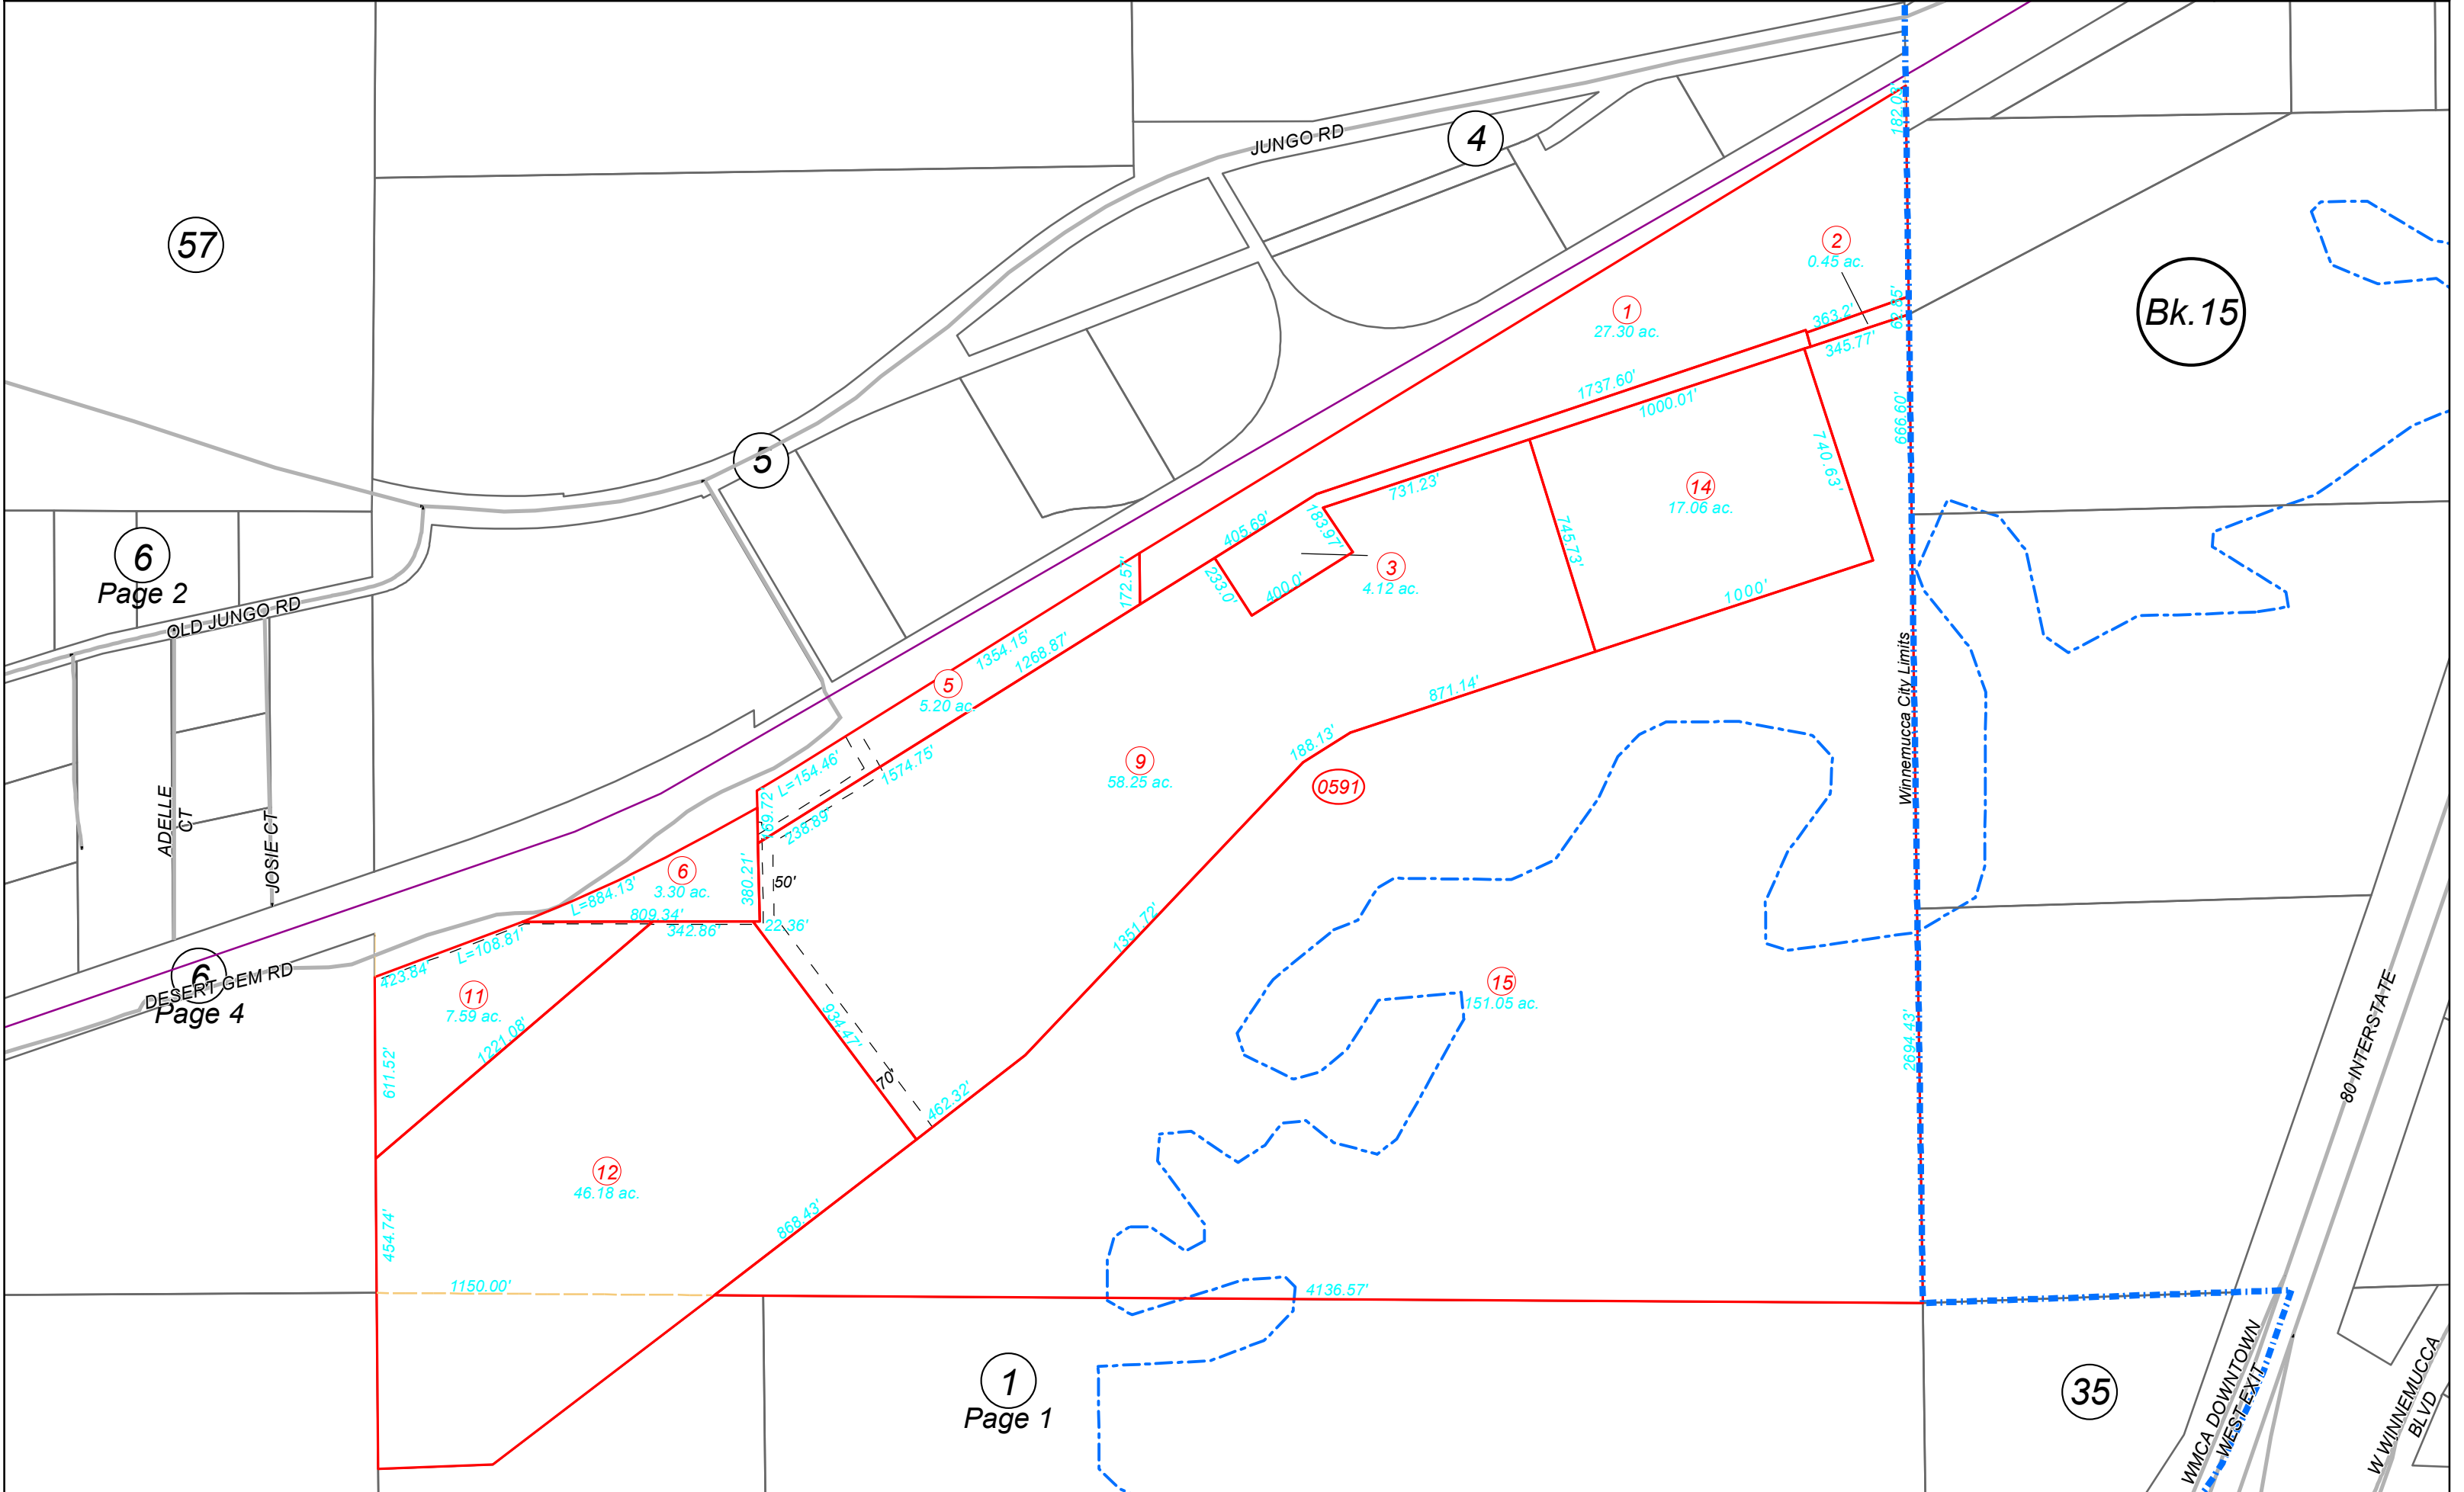 JUNGO RD
4
182.03'
57
2
0.45 ac.
Bk.15
1
27.30 ac.
363.2'
62.85'
345.77'
1737.60'
1000.01'
666.60'
740.63'
5
731.23'
14
17.06 ac.
405.69'
183.97'
745.73'
6
Page 2
172.57'
233.0'
400.0'
3
4.12 ac.
1000'
OLD JUNGO RD
1354.15'
1268.87'
5
5.20 ac.
871.14'
Winnemucca City Limits
188.13'
9
58.25 ac.
0591
L=154.46'
1574.75'
238.89'
ADELLE
CT
JOSIE CT
6
3.30 ac.
380.21'
50'
L=884.13'
809.34'
342.86'
22.36'
1351.72'
L=108.81'
423.84'
6
Page 4
DESERT GEM RD
11
7.59 ac.
15
151.05 ac.
934.47'
1221.08'
611.52'
70'
462.32'
2694.43'
80 INTERSTATE
12
46.18 ac.
454.74'
868.43'
1150.00'
4136.57'
1
Page 1
35
WMCA DOWNTOWN
WEST EXIT
W WINNEMUCCA
BLVD